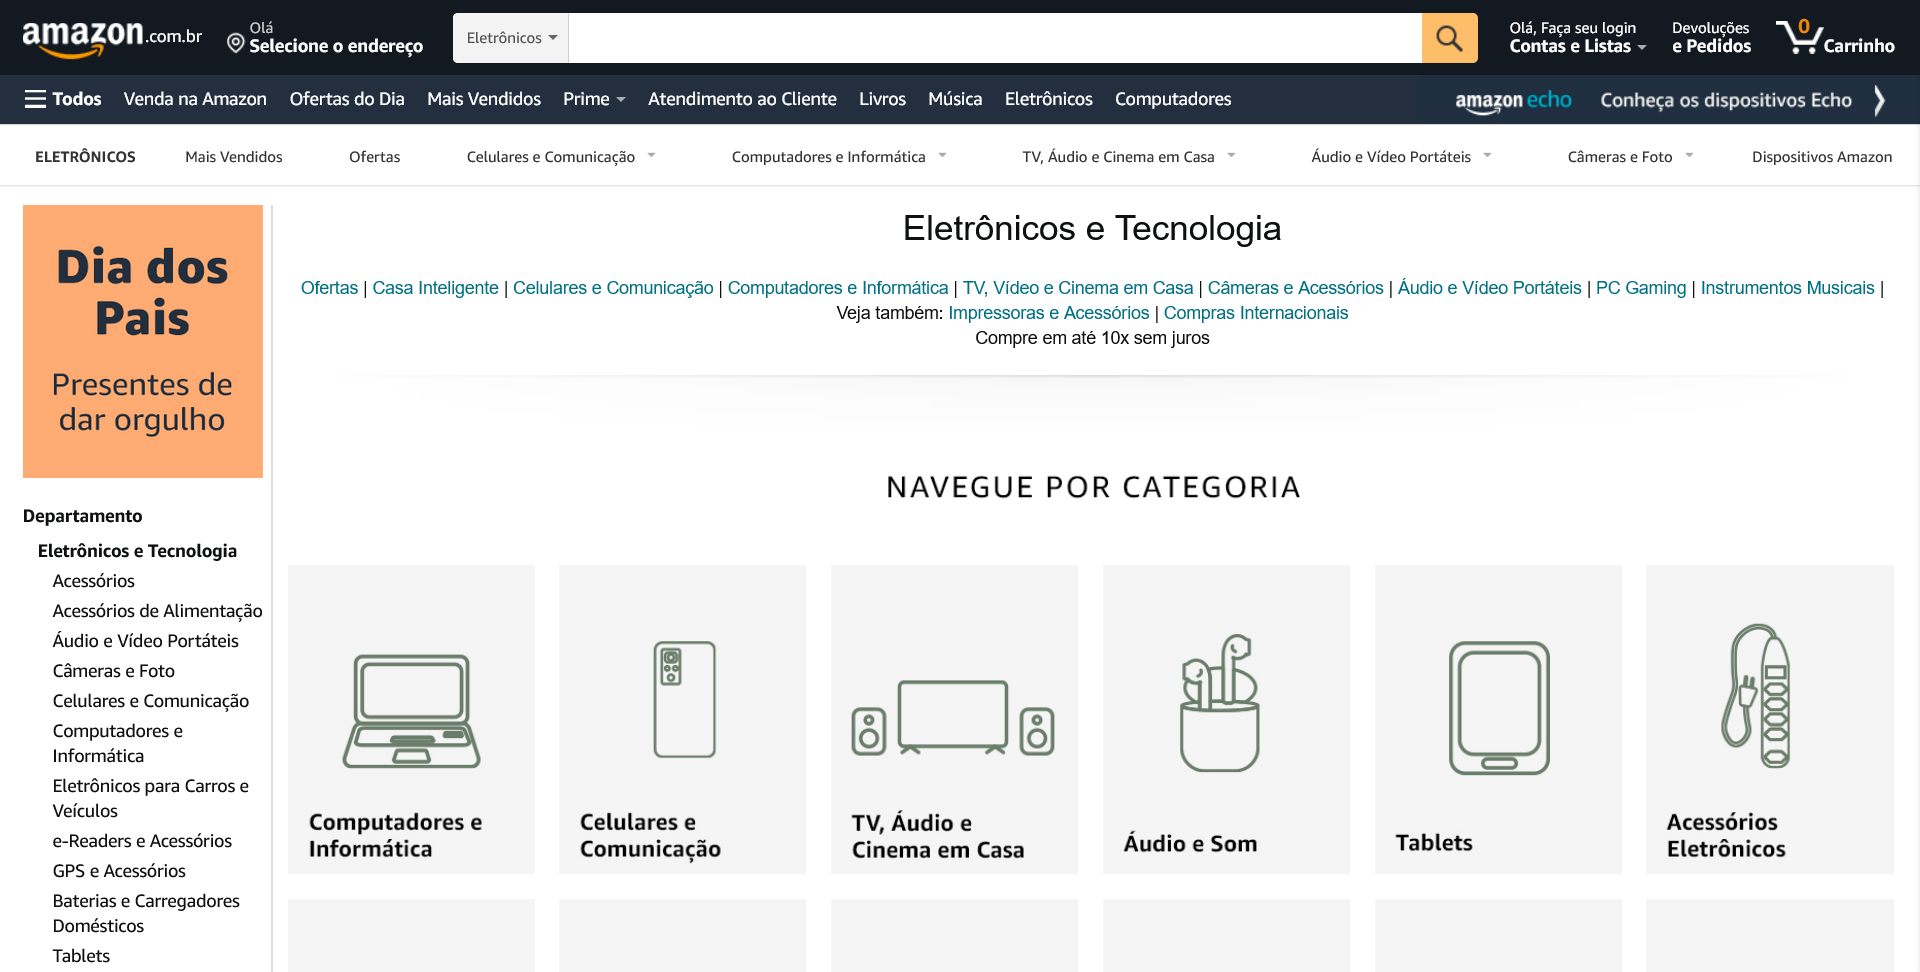 amazon.com.br
Olá
Selecione o endereço
Eletrônicos
Olá, Faça seu login
Contas e Listas
Devoluções
e Pedidos
0
Carrinho
Todos
Venda na Amazon
Ofertas do Dia
Mais Vendidos
Prime
Atendimento ao Cliente
Livros
Música
Eletrônicos
Computadores
amazon echo
Conheça os dispositivos Echo
ELETRÔNICOS
Mais Vendidos
Ofertas
Celulares e Comunicação
Computadores e Informática
TV, Áudio e Cinema em Casa
Áudio e Vídeo Portáteis
Câmeras e Foto
Dispositivos Amazon
Dia dos
Pais
Presentes de
dar orgulho
Departamento
Eletrônicos e Tecnologia
Acessórios
Acessórios de Alimentação
Áudio e Vídeo Portáteis
Câmeras e Foto
Celulares e Comunicação
Computadores e
Informática
Eletrônicos para Carros e
Veículos
e-Readers e Acessórios
GPS e Acessórios
Baterias e Carregadores
Domésticos
Tablets
Eletrônicos e Tecnologia
Ofertas | Casa Inteligente | Celulares e Comunicação | Computadores e Informática | TV, Vídeo e Cinema em Casa | Câmeras e Acessórios | Áudio e Vídeo Portáteis | PC Gaming | Instrumentos Musicais |
Veja também: Impressoras e Acessórios | Compras Internacionais
Compre em até 10x sem juros
NAVEGUE POR CATEGORIA
Computadores e
Informática
Celulares e
Comunicação
TV, Áudio e
Cinema em Casa
Áudio e Som
Tablets
Acessórios
Eletrônicos